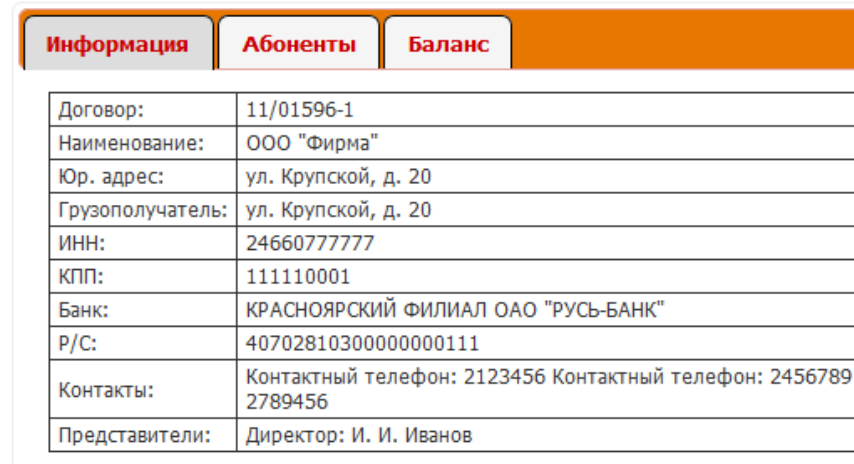 Информация Абоненты Баланс
Договор: 11/01596-1
Наименование: ООО "Фирма"
Юр. адрес: ул. Крупской, д. 20
Грузополучатель: ул. Крупской, д. 20
ИНН: 24660777777
КПП: 111110001
Банк: КРАСНОЯРСКИЙ ФИЛИАЛ ОАО "РУСЬ-БАНК"
Р/С: 40702810300000000111
Контакты: Контактный телефон: 2123456 Контактный телефон: 2456789
2789456
Представители: Директор: И. И. Иванов